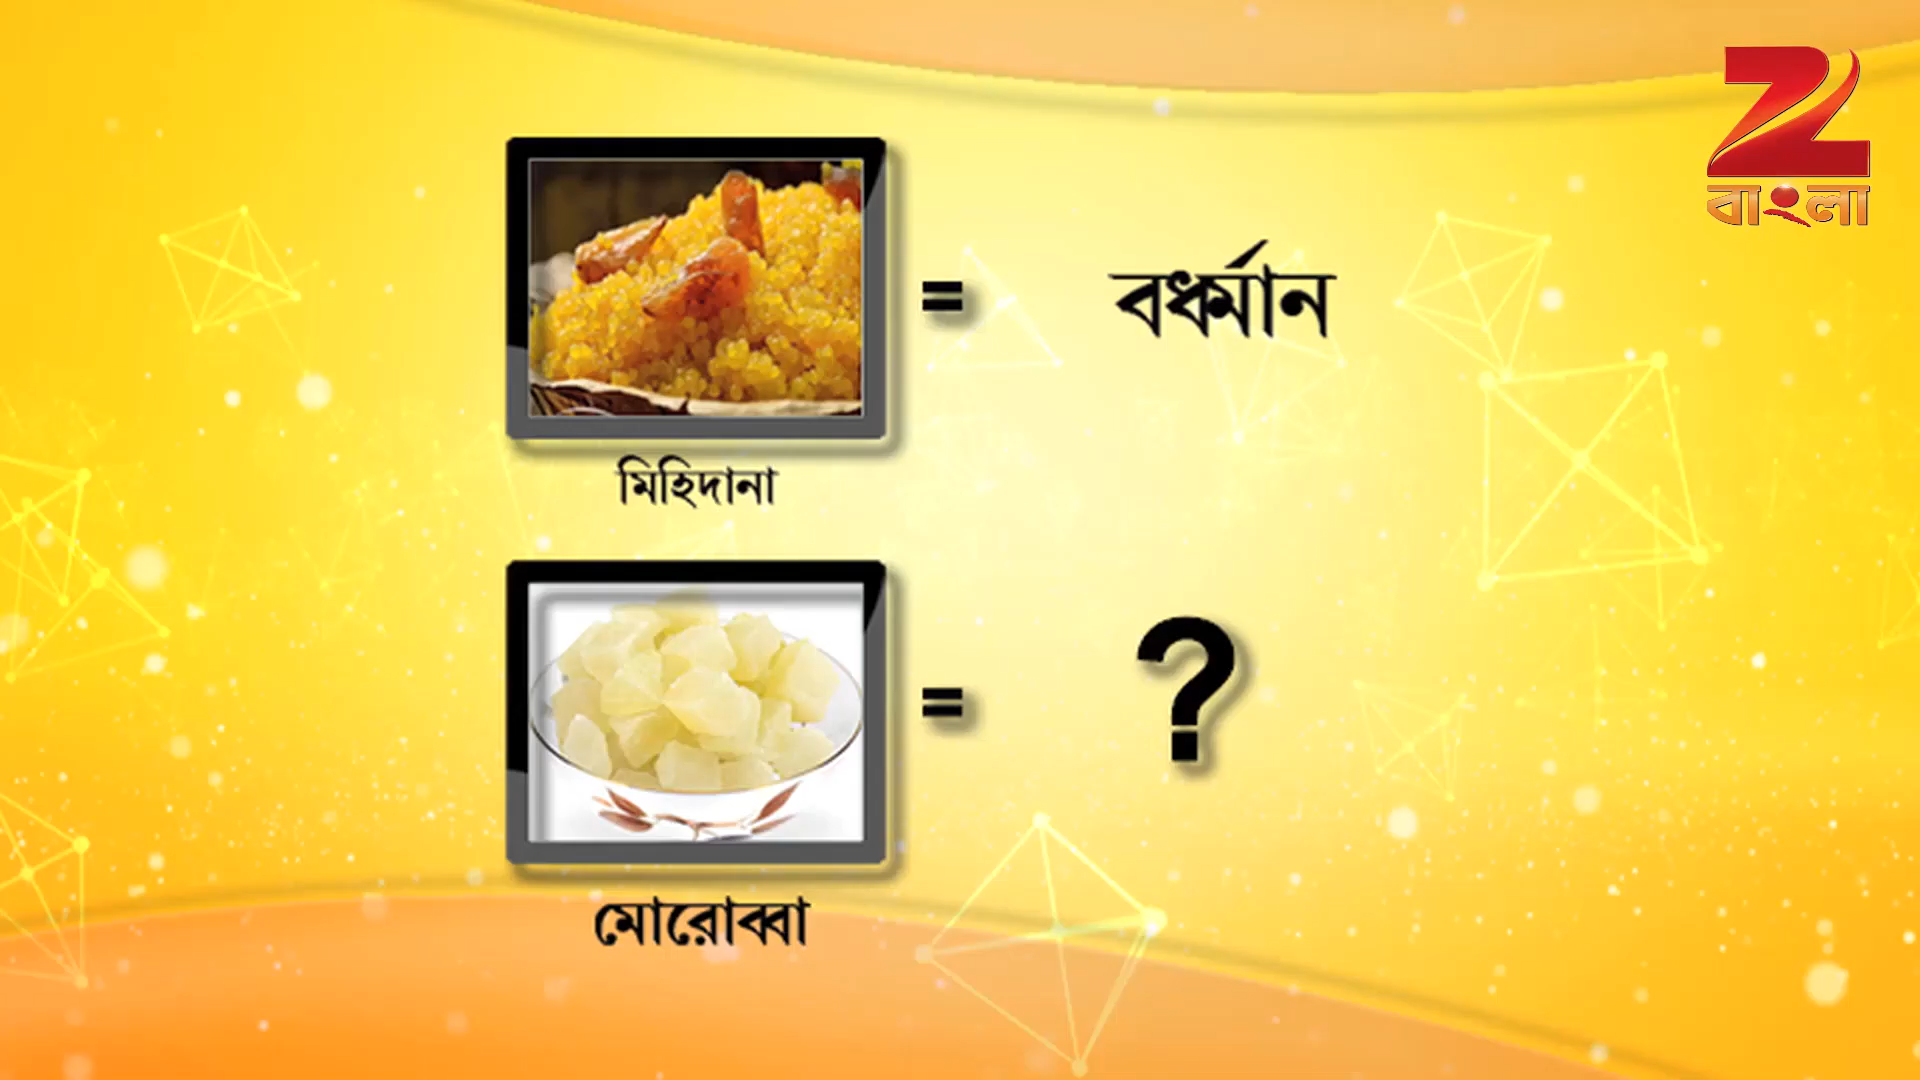 বাংলা
= বর্ধমান
মিহিদানা
= ?
মোরোব্বা